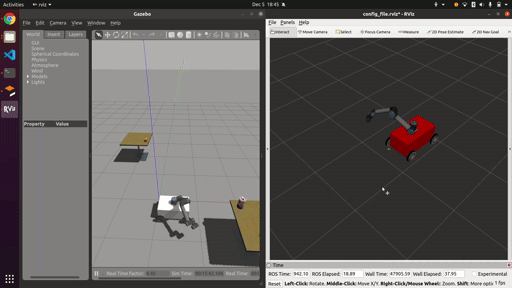 Activities
rviz
Dec 5 18:45
Gazebo
File Edit Camera View Window Help
World Insert Layers
GUI
Scene
Spherical Coordinates
Physics
Atmosphere
Wind
Models
Lights
Property Value
Real Time Factor:
Sim Time:
Real Time:
config_file.rviz* - RViz
File Panels Help
Interact Move Camera Select Focus Camera Measure 2D Pose Estimate 2D Nav Goal
Time
ROS Time: 942.10 ROS Elapsed: 18.89 Wall Time: 47905.59 Wall Elapsed: 37.95 Experimental
Reset Left-Click: Rotate. Middle-Click: Move X/Y. Right-Click/Mouse Wheel: Zoom. Shift: More opti 1 fps